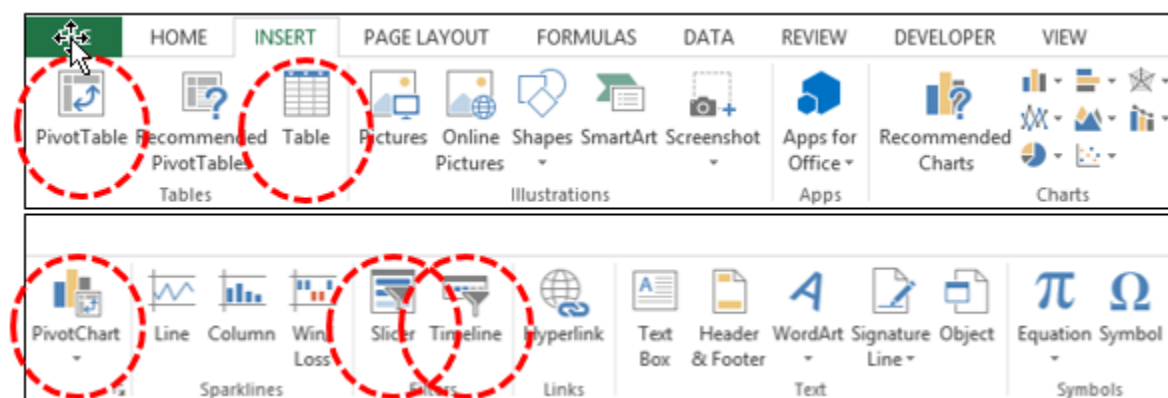 HOME INSERT PAGE LAYOUT FORMULAS DATA REVIEW DEVELOPER VIEW
PivotTable Recommended Table Pictures Online Shapes SmartArt Screenshot Apps for Recommended
PivotTables Pictures Office Charts
Tables Illustrations Apps Charts
PivotChart Line Column Win/ Slicer Timeline Hyperlink Text Header WordArt Signature Object Equation Symbol
Loss Box & Footer Line
Sparklines Filters Links Text Symbols